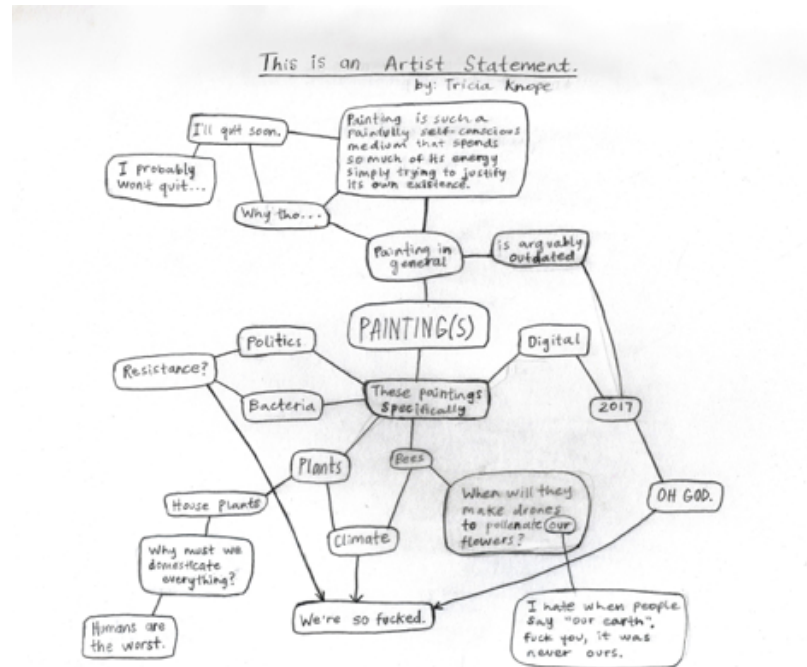 This is an Artist Statement.
by: Tricia Knope
I'll quit soon.
Painting is such a
painfully self-conscious
medium that spends
so much of its energy
simply trying to justify
its own existence.
I probably
won't quit...
Why tho...
Painting in
general
is arguably
outdated
PAINTING(S)
Politics
Digital
Resistance?
These paintings
specifically
Bacteria
2017
Plants
Bees
House plants
When will they
make drones
to pollenate our
flowers?
OH GOD.
Climate
Why must we
domesticate
everything?
We're so fucked.
I hate when people
say "our earth",
fuck you, it was
never ours.
Humans are
the worst.